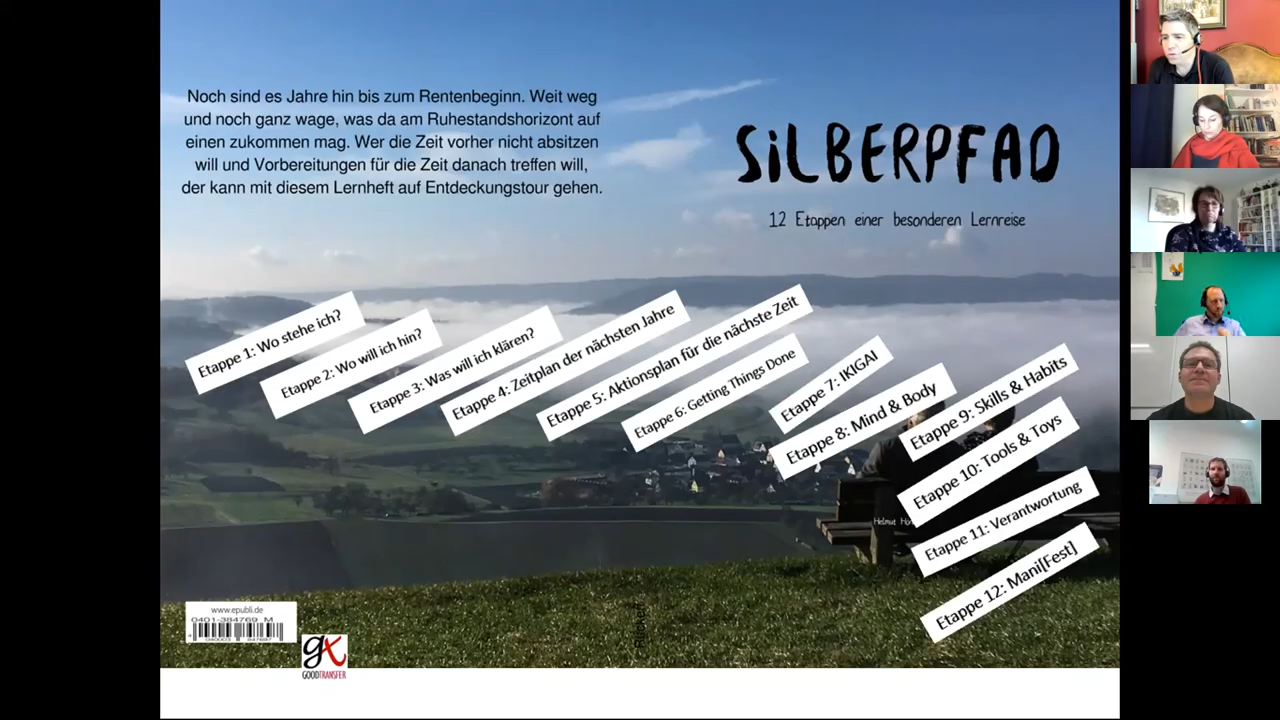 Noch sind es Jahre hin bis zum Rentenbeginn. Weit weg
und noch ganz wage, was da am Ruhestandshorizont auf
einen zukommen mag. Wer die Zeit vorher nicht absitzen
will und Vorbereitungen für die Zeit danach treffen will,
der kann mit diesem Lernheft auf Entdeckungstour gehen.
SiLBERPFAD
12 Etappen einer besonderen Lernreise
Etappe 1: Wo stehe ich?
Etappe 2: Wo will ich hin?
Etappe 3: Was will ich klären?
Etappe 4: Zeitplan der nächsten Jahre
Etappe 5: Aktionsplan für die nächste Zeit
Etappe 6: Getting Things Done
Etappe 7: IKIGAI
Etappe 8: Mind & Body
Etappe 9: Skills & Habits
Etappe 10: Tools & Toys
Etappe 11: Verantwortung
Etappe 12: Mani[Fest]
Helmut
www.epubli.de
0401-384769 M
gx
GOODTRANSFER